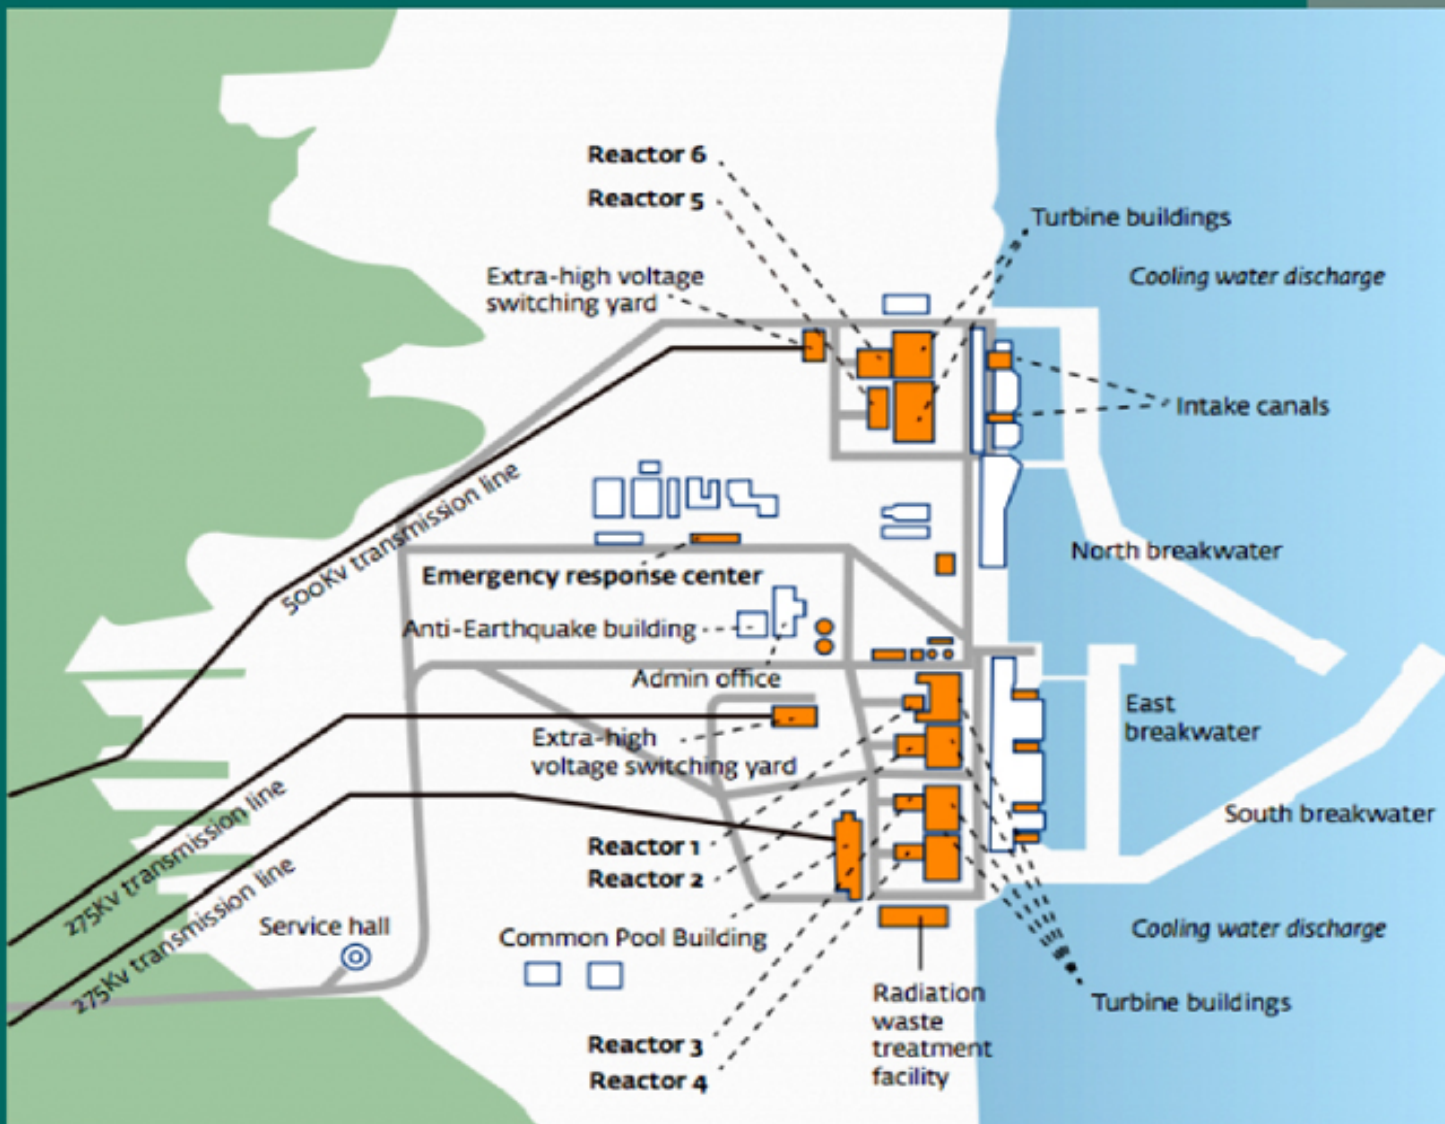 Reactor 6
Reactor 5
Turbine buildings
Extra-high voltage
switching yard
Cooling water discharge
Intake canals
500Kv transmission line
North breakwater
Emergency response center
Anti-Earthquake building
Admin office
East
breakwater
Extra-high
voltage switching yard
275Kv transmission line
South breakwater
Reactor 1
Reactor 2
275Kv transmission line
Service hall
Common Pool Building
Cooling water discharge
Radiation
waste
treatment
facility
Turbine buildings
Reactor 3
Reactor 4